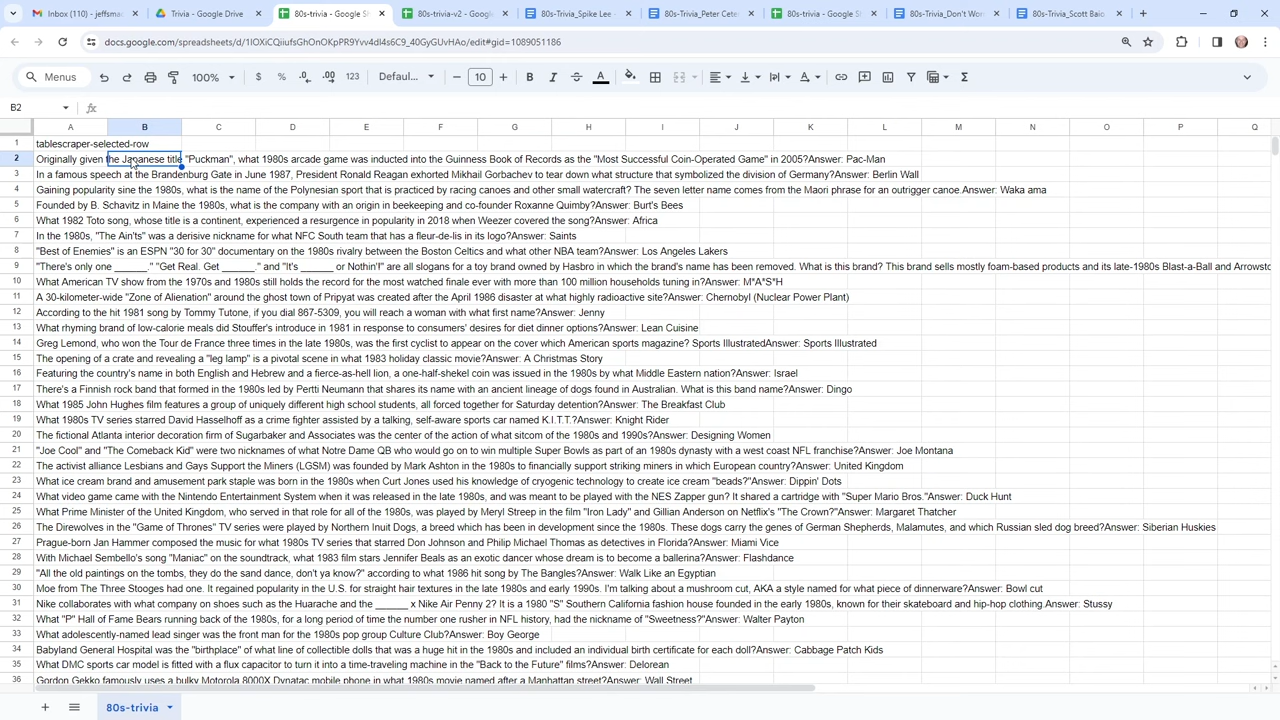 Inbox (110) - jeffsma
Trivia - Google Drive
80s-trivia - Google S
80s-trivia-v2 - Google
80s-Trivia_Spike Lee
80s-Trivia_Peter Cete
80s-trivia - Google S
80s-Trivia_Don't Wor
80s-Trivia_Scott Baio
docs.google.com/spreadsheets/d/1IOXiCQiiufsGhOnOKpPR9Yvv4dl4s6C9_40GyGUvHAo/edit#gid=1089051186
Menus 100% $ % .0 .00 123 Defaul... 10 B I A
B2 fx
A B C D E F G H I J K L M N O P Q
1 tablescraper-selected-row
2 Originally given the Japanese title "Puckman", what 1980s arcade game was inducted into the Guinness Book of Records as the "Most Successful Coin-Operated Game" in 2005?Answer: Pac-Man
3 In a famous speech at the Brandenburg Gate in June 1987, President Ronald Reagan exhorted Mikhail Gorbachev to tear down what structure that symbolized the division of Germany?Answer: Berlin Wall
4 Gaining popularity sine the 1980s, what is the name of the Polynesian sport that is practiced by racing canoes and other small watercraft? The seven letter name comes from the Maori phrase for an outrigger canoe.Answer: Waka ama
5 Founded by B. Schavitz in Maine the 1980s, what is the company with an origin in beekeeping and co-founder Roxanne Quimby?Answer: Burt's Bees
6 What 1982 Toto song, whose title is a continent, experienced a resurgence in popularity in 2018 when Weezer covered the song?Answer: Africa
7 In the 1980s, "The Ain'ts" was a derisive nickname for what NFC South team that has a fleur-de-lis in its logo?Answer: Saints
8 "Best of Enemies" is an ESPN "30 for 30" documentary on the 1980s rivalry between the Boston Celtics and what other NBA team?Answer: Los Angeles Lakers
9 "There's only one _______." "Get Real. Get _______." and "It's _______ or Nothin'!" are all slogans for a toy brand owned by Hasbro in which the brand's name has been removed. What is this brand? This brand sells mostly foam-based products and its late-1980s Blast-a-Ball and Arrowsto
10 What American TV show from the 1970s and 1980s still holds the record for the most watched finale ever with more than 100 million households tuning in?Answer: M*A*S*H
11 A 30-kilometer-wide "Zone of Alienation" around the ghost town of Pripyat was created after the April 1986 disaster at what highly radioactive site?Answer: Chernobyl (Nuclear Power Plant)
12 According to the hit 1981 song by Tommy Tutone, if you dial 867-5309, you will reach a woman with what first name?Answer: Jenny
13 What rhyming brand of low-calorie meals did Stouffer's introduce in 1981 in response to consumers' desires for diet dinner options?Answer: Lean Cuisine
14 Greg Lemond, who won the Tour de France three times in the late 1980s, was the first cyclist to appear on the cover which American sports magazine? Sports IllustratedAnswer: Sports Illustrated
15 The opening of a crate and revealing a "leg lamp" is a pivotal scene in what 1983 holiday classic movie?Answer: A Christmas Story
16 Featuring the country's name in both English and Hebrew and a fierce-as-hell lion, a one-half-shekel coin was issued in the 1980s by what Middle Eastern nation?Answer: Israel
17 There's a Finnish rock band that formed in the 1980s led by Pertti Neumann that shares its name with an ancient lineage of dogs found in Australian. What is this band name?Answer: Dingo
18 What 1985 John Hughes film features a group of uniquely different high school students, all forced together for Saturday detention?Answer: The Breakfast Club
19 What 1980s TV series starred David Hasselhoff as a crime fighter assisted by a talking, self-aware sports car named K.I.T.T.?Answer: Knight Rider
20 The fictional Atlanta interior decoration firm of Sugarbaker and Associates was the center of the action of what sitcom of the 1980s and 1990s?Answer: Designing Women
21 "Joe Cool" and "The Comeback Kid" were two nicknames of what Notre Dame QB who would go on to win multiple Super Bowls as part of an 1980s dynasty with a west coast NFL franchise?Answer: Joe Montana
22 The activist alliance Lesbians and Gays Support the Miners (LGSM) was founded by Mark Ashton in the 1980s to financially support striking miners in which European country?Answer: United Kingdom
23 What ice cream brand and amusement park staple was born in the 1980s when Curt Jones used his knowledge of cryogenic technology to create ice cream "beads?"Answer: Dippin' Dots
24 What video game came with the Nintendo Entertainment System when it was released in the late 1980s, and was meant to be played with the NES Zapper gun? It shared a cartridge with "Super Mario Bros."Answer: Duck Hunt
25 What Prime Minister of the United Kingdom, who served in that role for all of the 1980s, was played by Meryl Streep in the film "Iron Lady" and Gillian Anderson on Netflix's "The Crown?"Answer: Margaret Thatcher
26 The Direwolves in the "Game of Thrones" TV series were played by Northern Inuit Dogs, a breed which has been in development since the 1980s. These dogs carry the genes of German Shepherds, Malamutes, and which Russian sled dog breed?Answer: Siberian Huskies
27 Prague-born Jan Hammer composed the music for what 1980s TV series that starred Don Johnson and Philip Michael Thomas as detectives in Florida?Answer: Miami Vice
28 With Michael Sembello's song "Maniac" on the soundtrack, what 1983 film stars Jennifer Beals as an exotic dancer whose dream is to become a ballerina?Answer: Flashdance
29 "All the old paintings on the tombs, they do the sand dance, don't ya know?" according to what 1986 hit song by The Bangles?Answer: Walk Like an Egyptian
30 Moe from The Three Stooges had one. It regained popularity in the U.S. for straight hair textures in the late 1980s and early 1990s. I'm talking about a mushroom cut, AKA a style named for what piece of dinnerware?Answer: Bowl cut
31 Nike collaborates with what company on shoes such as the Huarache and the _______ x Nike Air Penny 2? It is a 1980 "S" Southern California fashion house founded in the early 1980s, known for their skateboard and hip-hop clothing.Answer: Stussy
32 What "P" Hall of Fame Bears running back of the 1980s, for a long period of time the number one rusher in NFL history, had the nickname of "Sweetness?"Answer: Walter Payton
33 What adolescently-named lead singer was the front man for the 1980s pop group Culture Club?Answer: Boy George
34 Babyland General Hospital was the "birthplace" of what line of collectible dolls that was a huge hit in the 1980s and included an individual birth certificate for each doll?Answer: Cabbage Patch Kids
35 What DMC sports car model is fitted with a flux capacitor to turn it into a time-traveling machine in the "Back to the Future" films?Answer: Delorean
36 Gordon Gekko famously uses a bulky Motorola 8000X Dynatac mobile phone in what 1980s movie named after a Manhattan street?Answer: Wall Street
80s-trivia